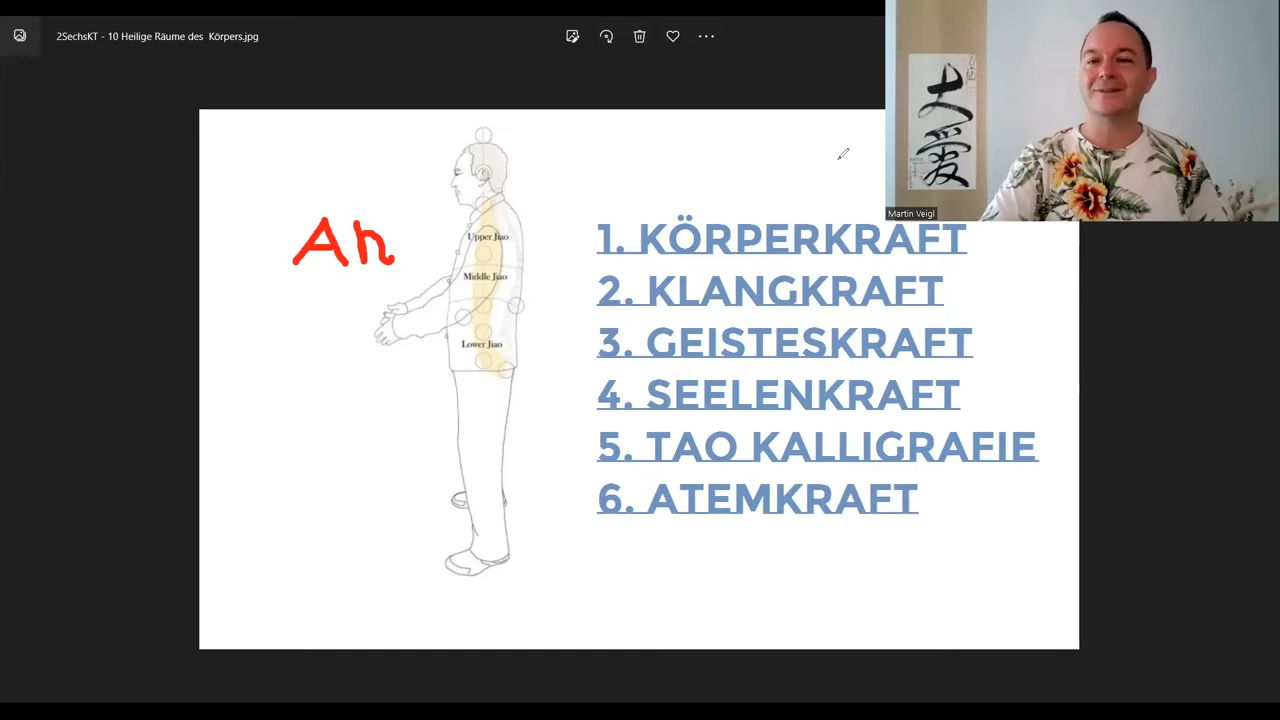 2SechsKT - 10 Heilige Räume des Körpers.jpg
大愛
Martin Veigl
An
Upper Jiao
Middle Jiao
Lower Jiao
1. KÖRPERKRAFT
2. KLANGKRAFT
3. GEISTESKRAFT
4. SEELENKRAFT
5. TAO KALLIGRAFIE
6. ATEMKRAFT